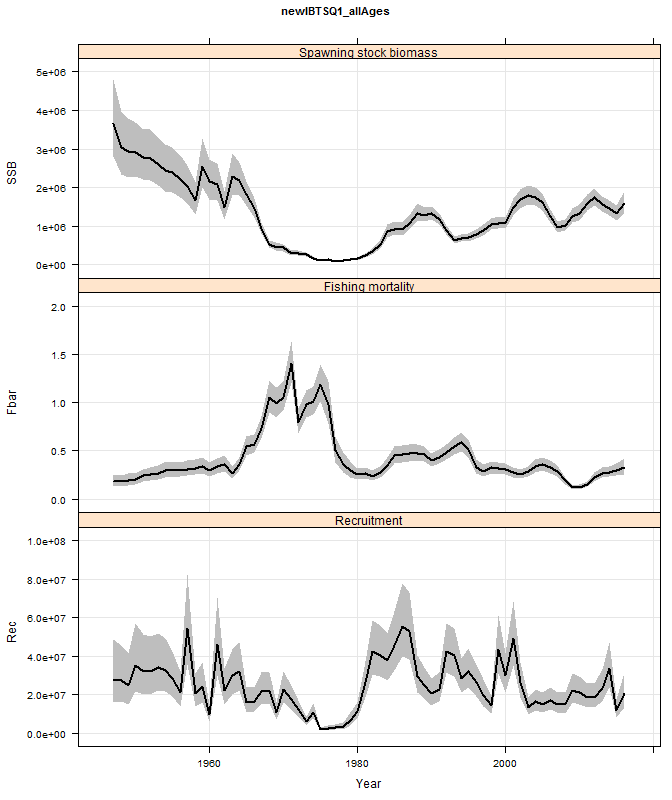 newIBTSQ1_allAges
Spawning stock biomass
5e+06
4e+06
3e+06
2e+06
1e+06
0e+00
SSB
Fishing mortality
2.0
1.5
1.0
0.5
0.0
Fbar
Recruitment
1.0e+08
8.0e+07
6.0e+07
4.0e+07
2.0e+07
0.0e+00
Rec
1960 1980 2000
Year